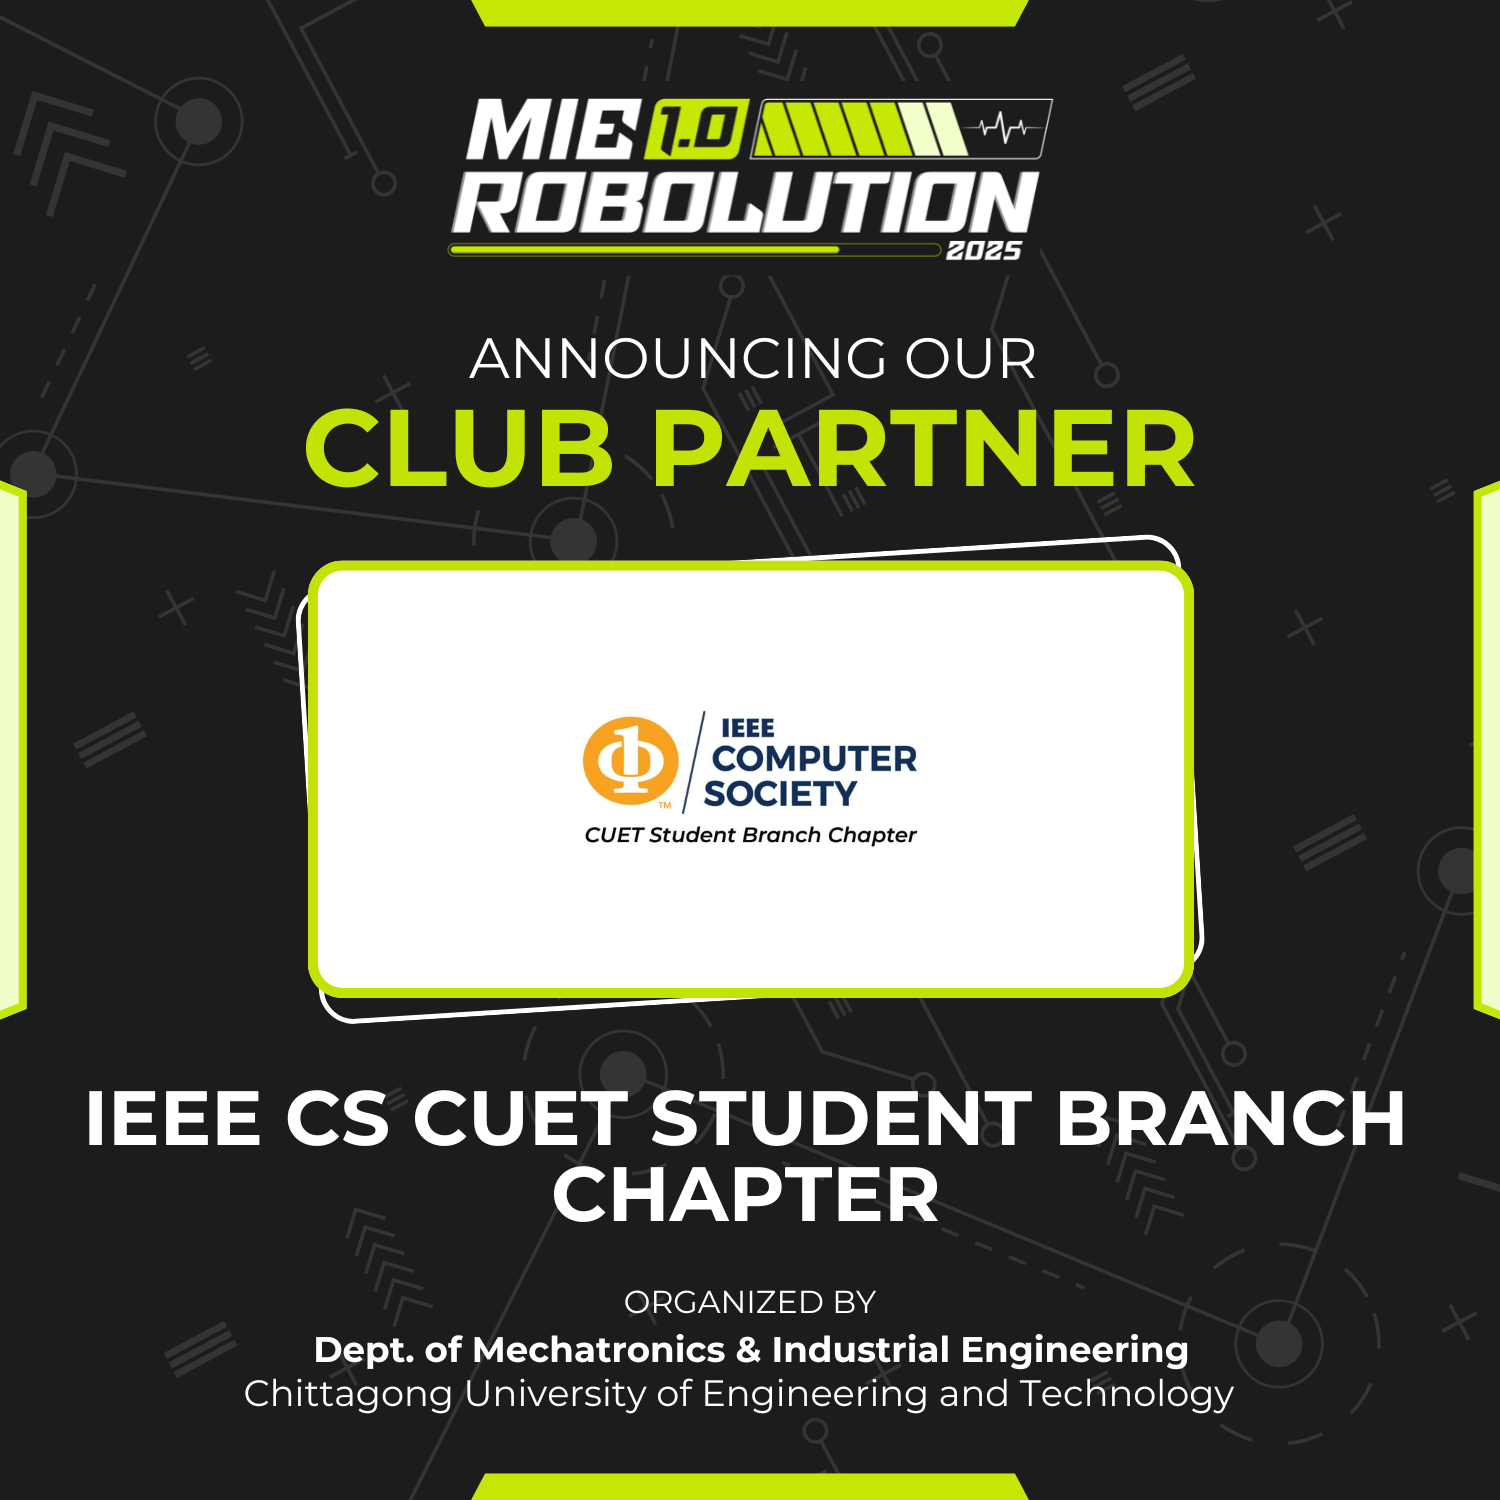 MIE 1.0
ROBOLUTION
2025
ANNOUNCING OUR
CLUB PARTNER
IEEE
COMPUTER
SOCIETY
TM
CUET Student Branch Chapter
IEEE CS CUET STUDENT BRANCH
CHAPTER
ORGANIZED BY
Dept. of Mechatronics & Industrial Engineering
Chittagong University of Engineering and Technology